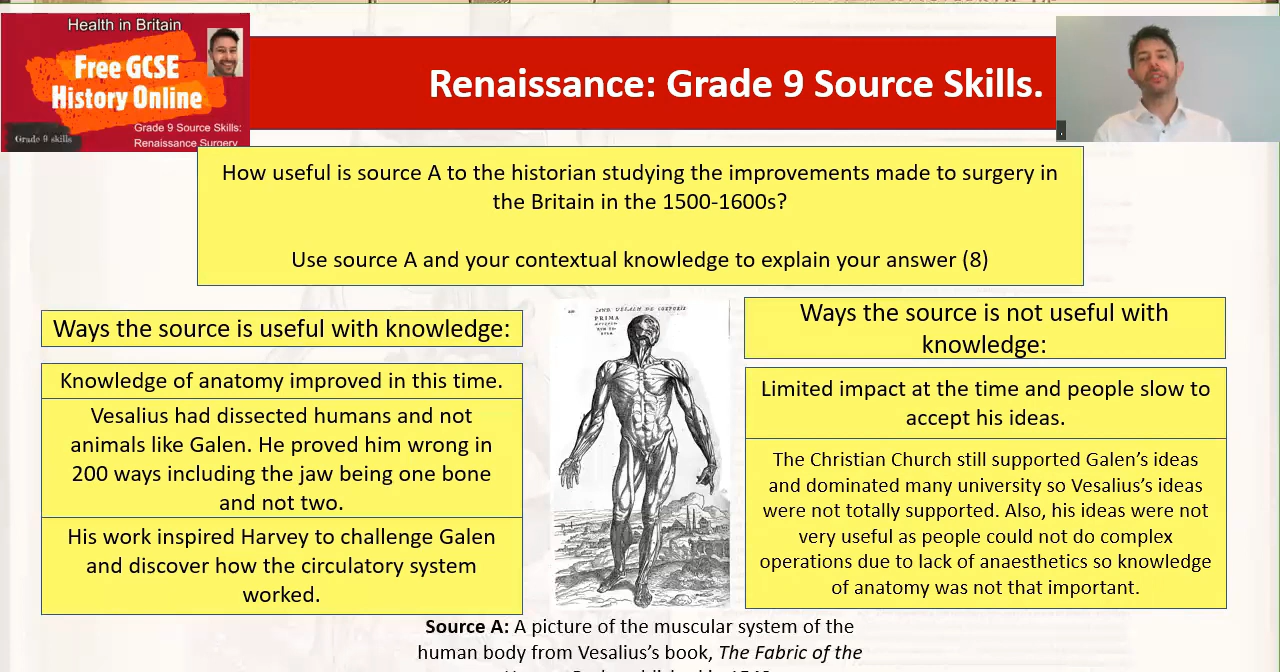 Health in Britain
Free GCSE
History Online
Grade 9 skills
Grade 9 Source Skills:
Renaissance Surgery
Renaissance: Grade 9 Source Skills.
How useful is source A to the historian studying the improvements made to surgery in
the Britain in the 1500-1600s?
Use source A and your contextual knowledge to explain your answer (8)
Ways the source is useful with knowledge:
Knowledge of anatomy improved in this time.
Vesalius had dissected humans and not
animals like Galen. He proved him wrong in
200 ways including the jaw being one bone
and not two.
His work inspired Harvey to challenge Galen
and discover how the circulatory system
worked.
PRIMA
Ways the source is not useful with
knowledge:
Limited impact at the time and people slow to
accept his ideas.
The Christian Church still supported Galen's ideas
and dominated many university so Vesalius's ideas
were not totally supported. Also, his ideas were not
very useful as people could not do complex
operations due to lack of anaesthetics so knowledge
of anatomy was not that important.
Source A: A picture of the muscular system of the
human body from Vesalius's book, The Fabric of the